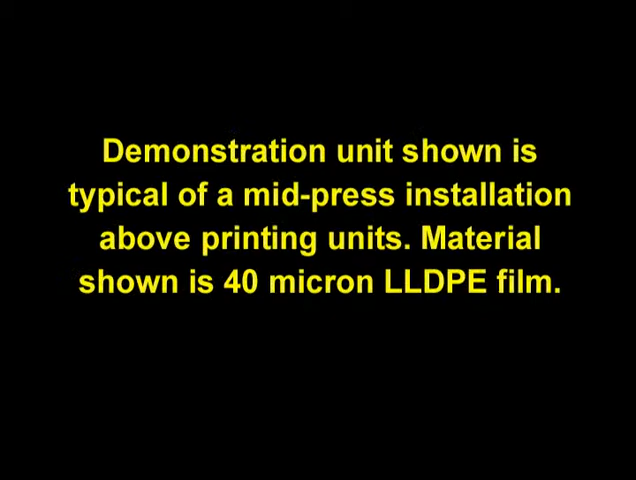 Demonstration unit shown is
typical of a mid-press installation
above printing units. Material
shown is 40 micron LLDPE film.